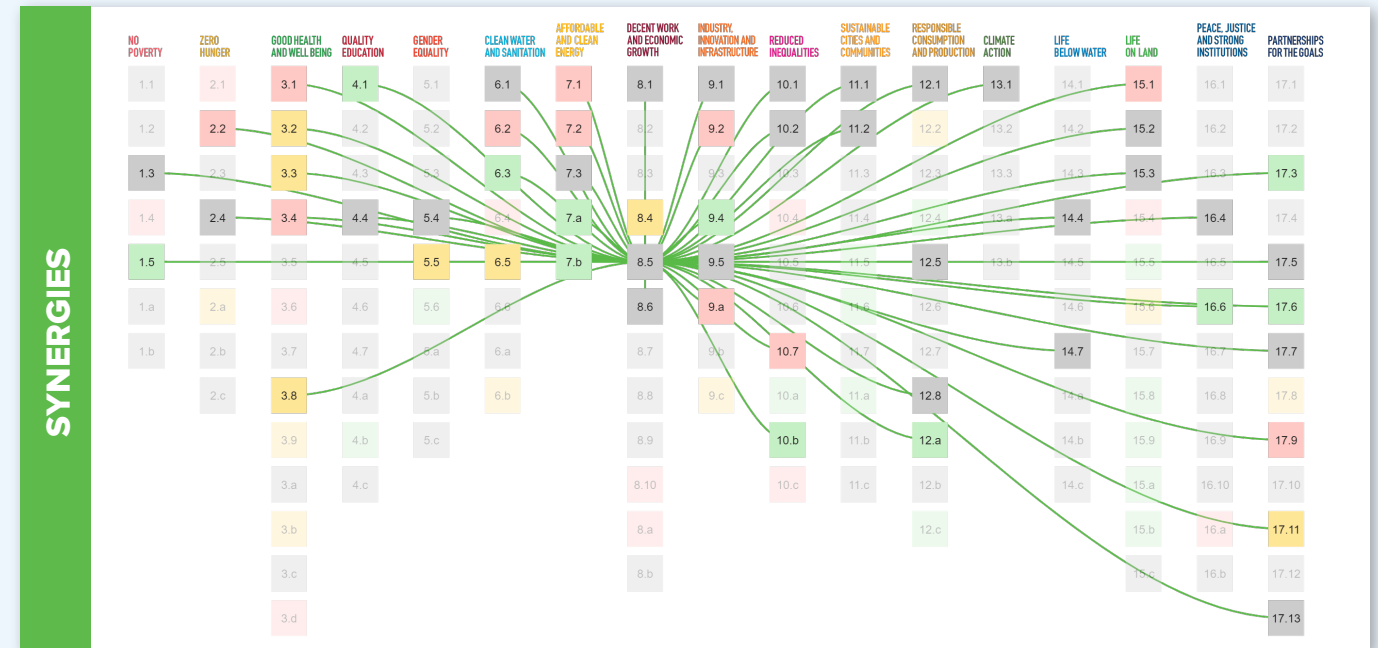 SYNERGIES
NO
POVERTY
ZERO
HUNGER
GOOD HEALTH
AND WELL BEING
QUALITY
EDUCATION
GENDER
EQUALITY
CLEAN WATER
AND SANITATION
AFFORDABLE
AND CLEAN
ENERGY
DECENT WORK
AND ECONOMIC
GROWTH
INDUSTRY,
INNOVATION AND
INFRASTRUCTURE
REDUCED
INEQUALITIES
SUSTAINABLE
CITIES AND
COMMUNITIES
RESPONSIBLE
CONSUMPTION
AND PRODUCTION
CLIMATE
ACTION
LIFE
BELOW WATER
LIFE
ON LAND
PEACE, JUSTICE
AND STRONG
INSTITUTIONS
PARTNERSHIPS
FOR THE GOALS
1.1 2.1 3.1 4.1 5.1 6.1 7.1 8.1 9.1 10.1 11.1 12.1 13.1 14.1 15.1 16.1 17.1
1.2 2.2 3.2 4.2 5.2 6.2 7.2 8.2 9.2 10.2 11.2 12.2 13.2 14.2 15.2 16.2 17.2
1.3 2.3 3.3 4.3 5.3 6.3 7.3 8.3 9.3 10.3 11.3 12.3 13.3 14.3 15.3 16.3 17.3
1.4 2.4 3.4 4.4 5.4 6.4 7.a 8.4 9.4 10.4 11.4 12.4 13.a 14.4 15.4 16.4 17.4
1.5 2.5 3.5 4.5 5.5 6.5 7.b 8.5 9.5 10.5 11.5 12.5 13.b 14.5 15.5 16.5 17.5
1.a 2.a 3.6 4.6 5.6 6.6 8.6 9.a 10.6 11.6 12.6 14.6 15.6 16.6 17.6
1.b 2.b 3.7 4.7 5.a 6.a 8.7 9.b 10.7 11.7 12.7 14.7 15.7 16.7 17.7
2.c 3.8 4.a 5.b 6.b 8.8 9.c 10.a 11.a 12.8 14.a 15.8 16.8 17.8
3.9 4.b 5.c 8.9 10.b 11.b 12.a 14.b 15.9 16.9 17.9
3.a 4.c 8.10 10.c 11.c 12.b 14.c 15.a 16.10 17.10
3.b 8.a 12.c 15.b 16.a 17.11
3.c 8.b 15.c 16.b 17.12
3.d 17.13